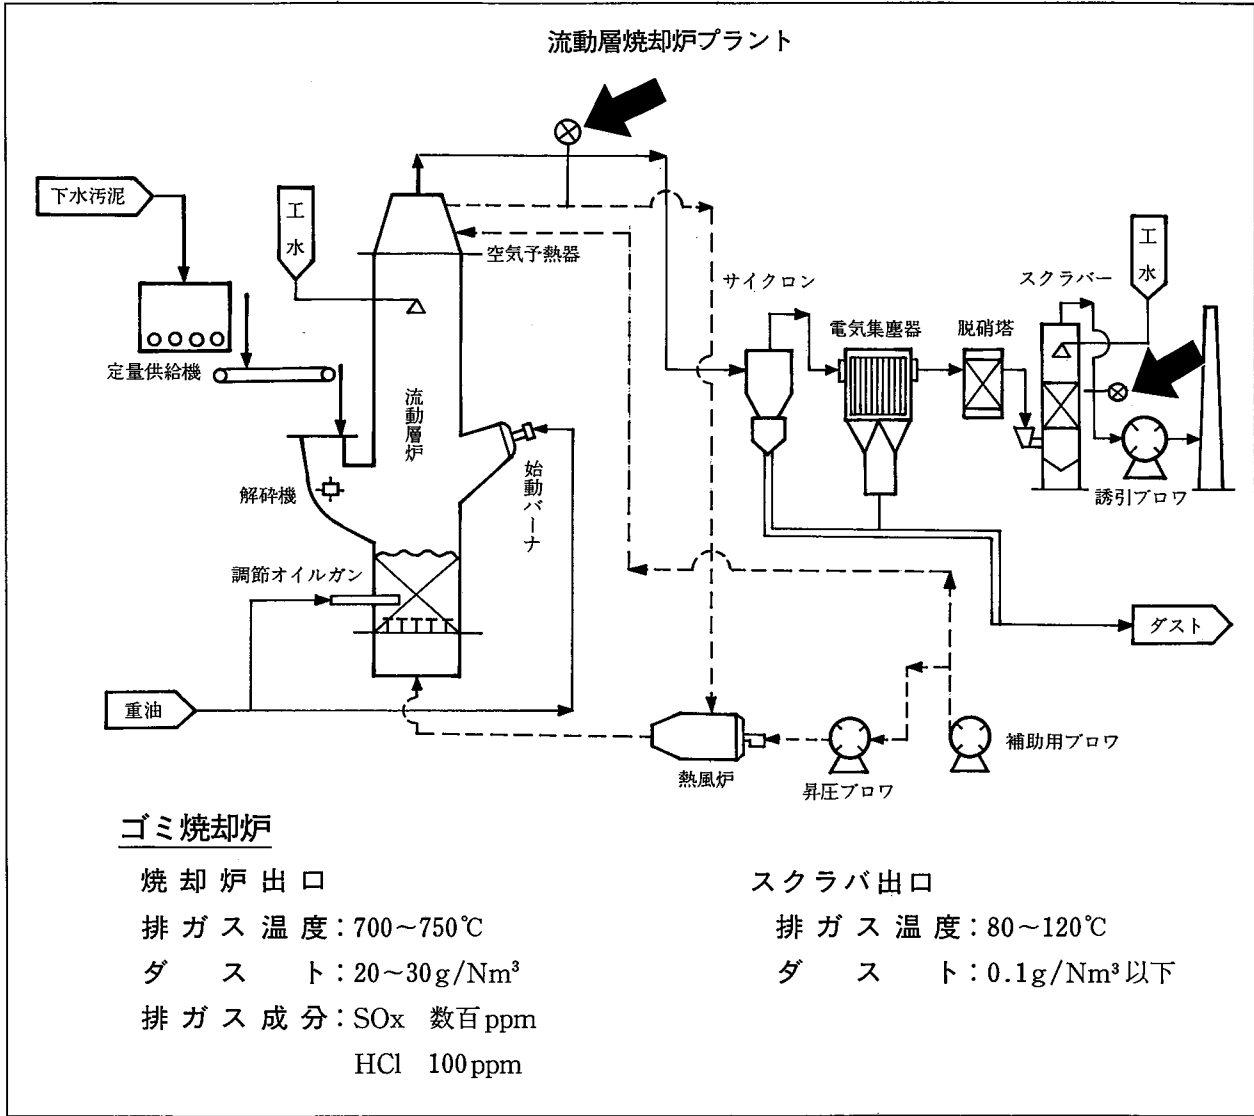 流動層焼却炉プラント
下水汚泥
工水
空気予熱器
サイクロン
スクラバー
工水
電気集塵器
脱硝塔
定量供給機
流動層炉
解砕機
始動バーナ
誘引ブロワ
調節オイルガン
ダスト
重油
熱風炉
昇圧ブロワ
補助用ブロワ
ゴミ焼却炉
焼却炉出口
排ガス温度：700～750℃
ダスト：20～30g/Nm³
排ガス成分：SOx 数百ppm
HCl 100ppm
スクラバ出口
排ガス温度：80～120℃
ダスト：0.1g/Nm³以下